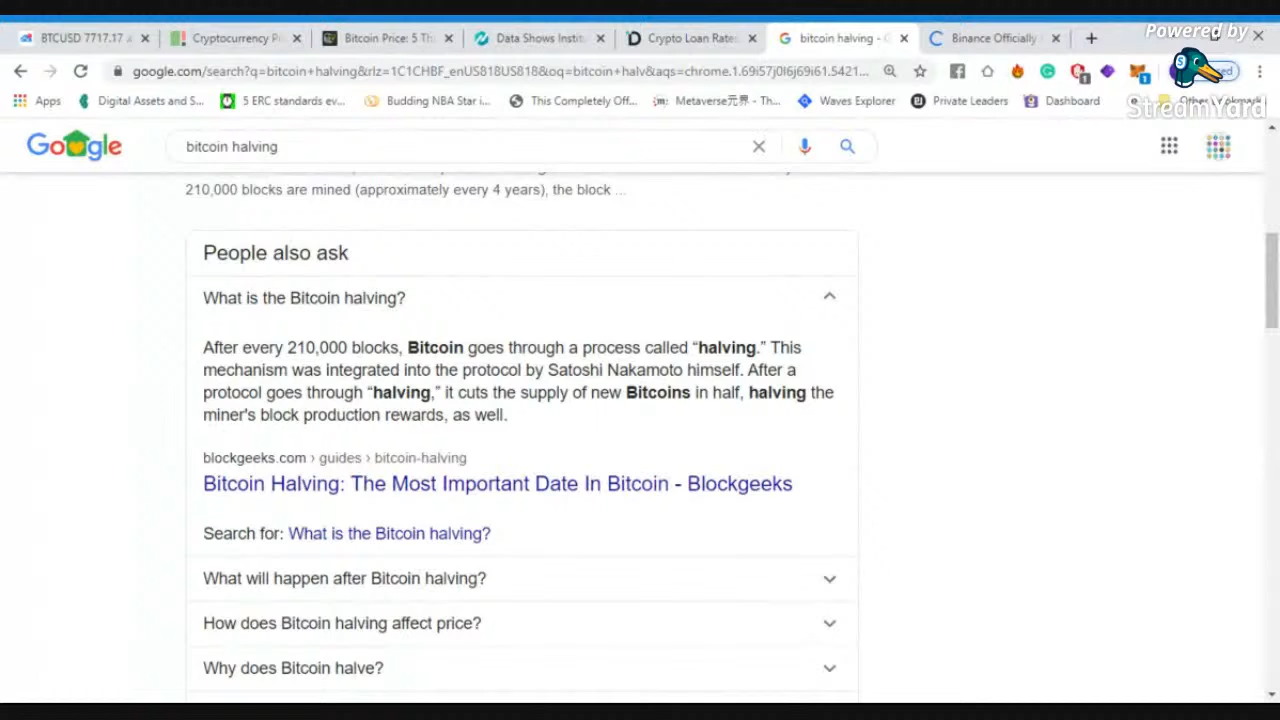 BTCUSD 7717.17
Cryptocurrency P
Bitcoin Price: 5 Th
Data Shows Instit
Crypto Loan Rate
bitcoin halving - G
Binance Officially
Powered by
google.com/search?q=bitcoin+halving&rlz=1C1CHBF_enUS
&oq=bitcoin+halv&aqs=chrome.1.69i57j0l6j69i61.5421...
Apps
Digital Assets and S...
5 ERC standards ev...
Budding NBA Star i...
This Completely Off...
Metaverse元界 - Th...
Waves Explorer
Private Leaders
Dashboard
StreamYard
Google
bitcoin halving
210,000 blocks are mined (approximately every 4 years), the block ...
People also ask
What is the Bitcoin halving?
After every 210,000 blocks, Bitcoin goes through a process called “halving.” This
mechanism was integrated into the protocol by Satoshi Nakamoto himself. After a
protocol goes through “halving,” it cuts the supply of new Bitcoins in half, halving the
miner's block production rewards, as well.
blockgeeks.com › guides › bitcoin-halving
Bitcoin Halving: The Most Important Date In Bitcoin - Blockgeeks
Search for: What is the Bitcoin halving?
What will happen after Bitcoin halving?
How does Bitcoin halving affect price?
Why does Bitcoin halve?